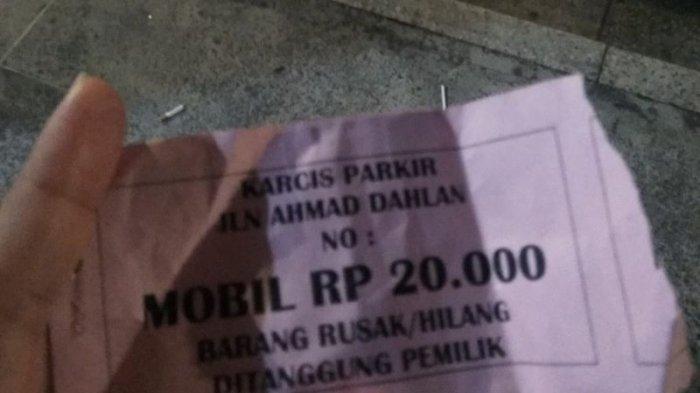 KARCIS PARKIR
JLN AHMAD DAHLAN
NO :
MOBIL RP 20.000
BARANG RUSAK/HILANG
DITANGGUNG PEMILIK